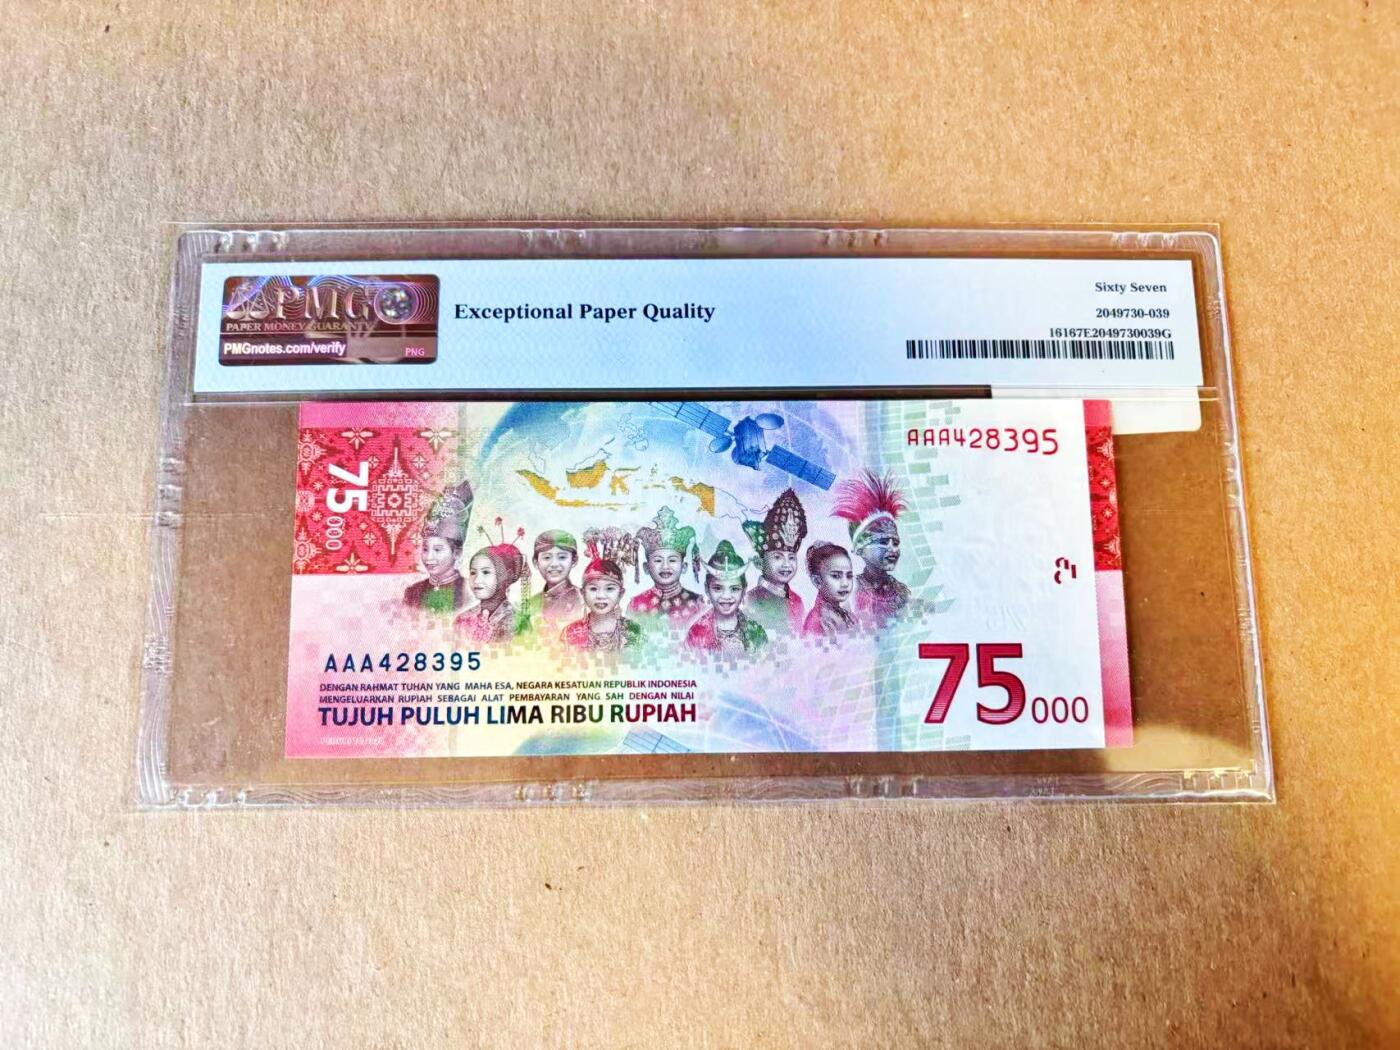 PMG
PAPER MONEY GUARANTY
PMGnotes.com/verify
PNG
Exceptional Paper Quality
Sixty Seven
2049730-039
16167E2049730039G
75
000
AAA428395
AAA428395
DENGAN RAHMAT TUHAN YANG MAHA ESA, NEGARA KESATUAN REPUBLIK INDONESIA
MENGELUARKAN RUPIAH SEBAGAI ALAT PEMBAYARAN YANG SAH DENGAN NILAI
TUJUH PULUH LIMA RIBU RUPIAH
75000